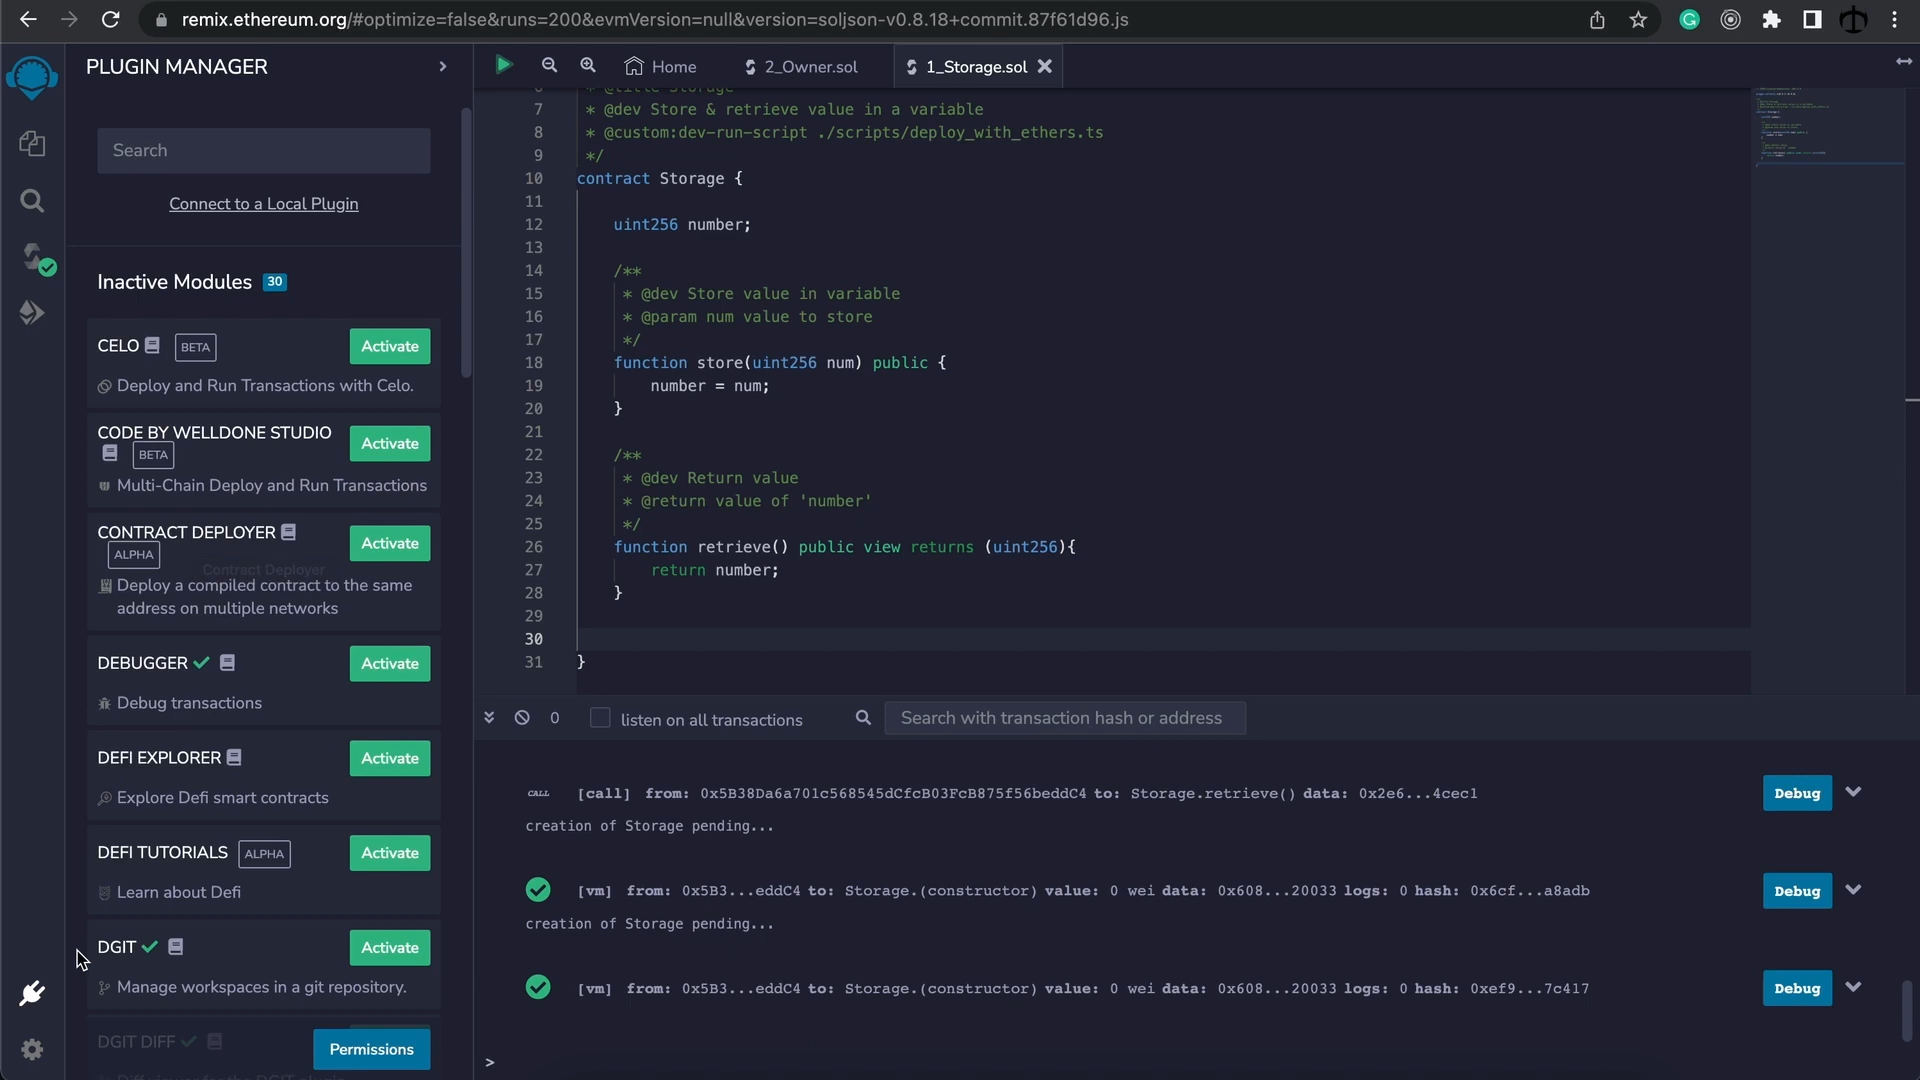 remix.ethereum.org/#optimize=false&runs=200&evmVersion=null&version=soljson-v0.8.18+commit.87f61d96.js
PLUGIN MANAGER
Search
Connect to a Local Plugin
Inactive Modules 30
CELO BETA Activate
Deploy and Run Transactions with Celo.
CODE BY WELLDONE STUDIO Activate
BETA
Multi-Chain Deploy and Run Transactions
CONTRACT DEPLOYER Activate
ALPHA
Contract Deployer
Deploy a compiled contract to the same
address on multiple networks
DEBUGGER Activate
Debug transactions
DEFI EXPLORER Activate
Explore Defi smart contracts
DEFI TUTORIALS ALPHA Activate
Learn about Defi
DGIT Activate
Manage workspaces in a git repository.
DGIT DIFF
Permissions
Home 2_Owner.sol 1_Storage.sol
6 * @title Storage
7 * @dev Store & retrieve value in a variable
8 * @custom:dev-run-script ./scripts/deploy_with_ethers.ts
9 */
10 contract Storage {
11
12 uint256 number;
13
14 /**
15 * @dev Store value in variable
16 * @param num value to store
17 */
18 function store(uint256 num) public {
19 number = num;
20 }
21
22 /**
23 * @dev Return value
24 * @return value of 'number'
25 */
26 function retrieve() public view returns (uint256){
27 return number;
28 }
29
30
31 }
0 listen on all transactions Search with transaction hash or address
CALL [call] from: 0x5B38Da6a701c568545dCfcB03FcB875f56beddC4 to: Storage.retrieve() data: 0x2e6...4cec1 Debug
creation of Storage pending...
[vm] from: 0x5B3...eddC4 to: Storage.(constructor) value: 0 wei data: 0x608...20033 logs: 0 hash: 0x6cf...a8adb Debug
creation of Storage pending...
[vm] from: 0x5B3...eddC4 to: Storage.(constructor) value: 0 wei data: 0x608...20033 logs: 0 hash: 0xef9...7c417 Debug
>